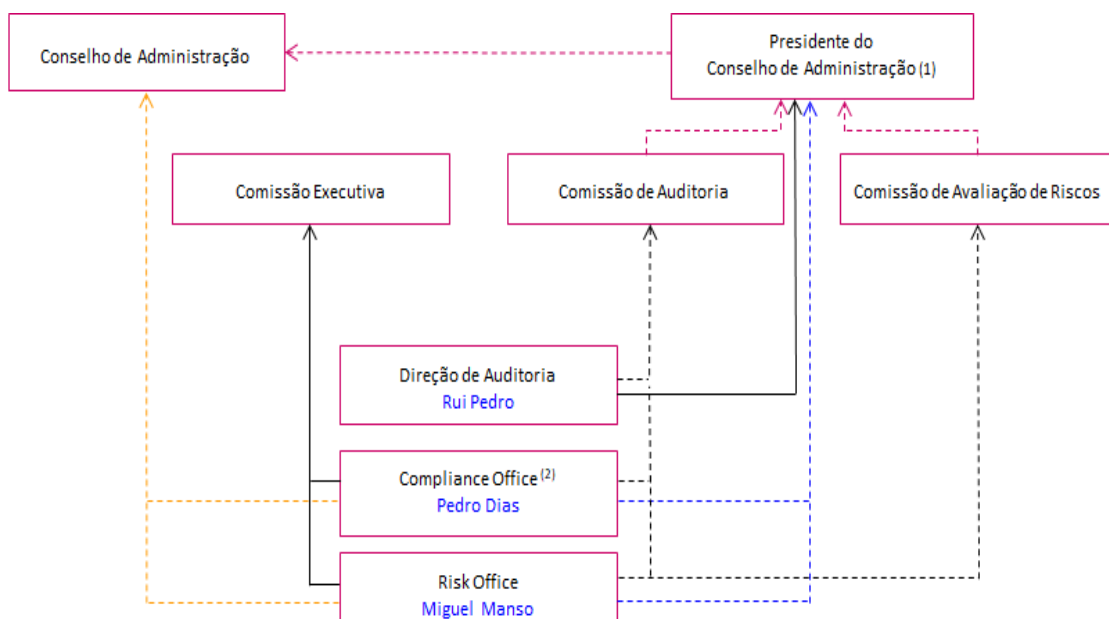 Conselho de Administração
Presidente do
Conselho de Administração (1)
Comissão Executiva
Comissão de Auditoria
Comissão de Avaliação de Riscos
Direção de Auditoria
Rui Pedro
Compliance Office (2)
Pedro Dias
Risk Office
Miguel Manso